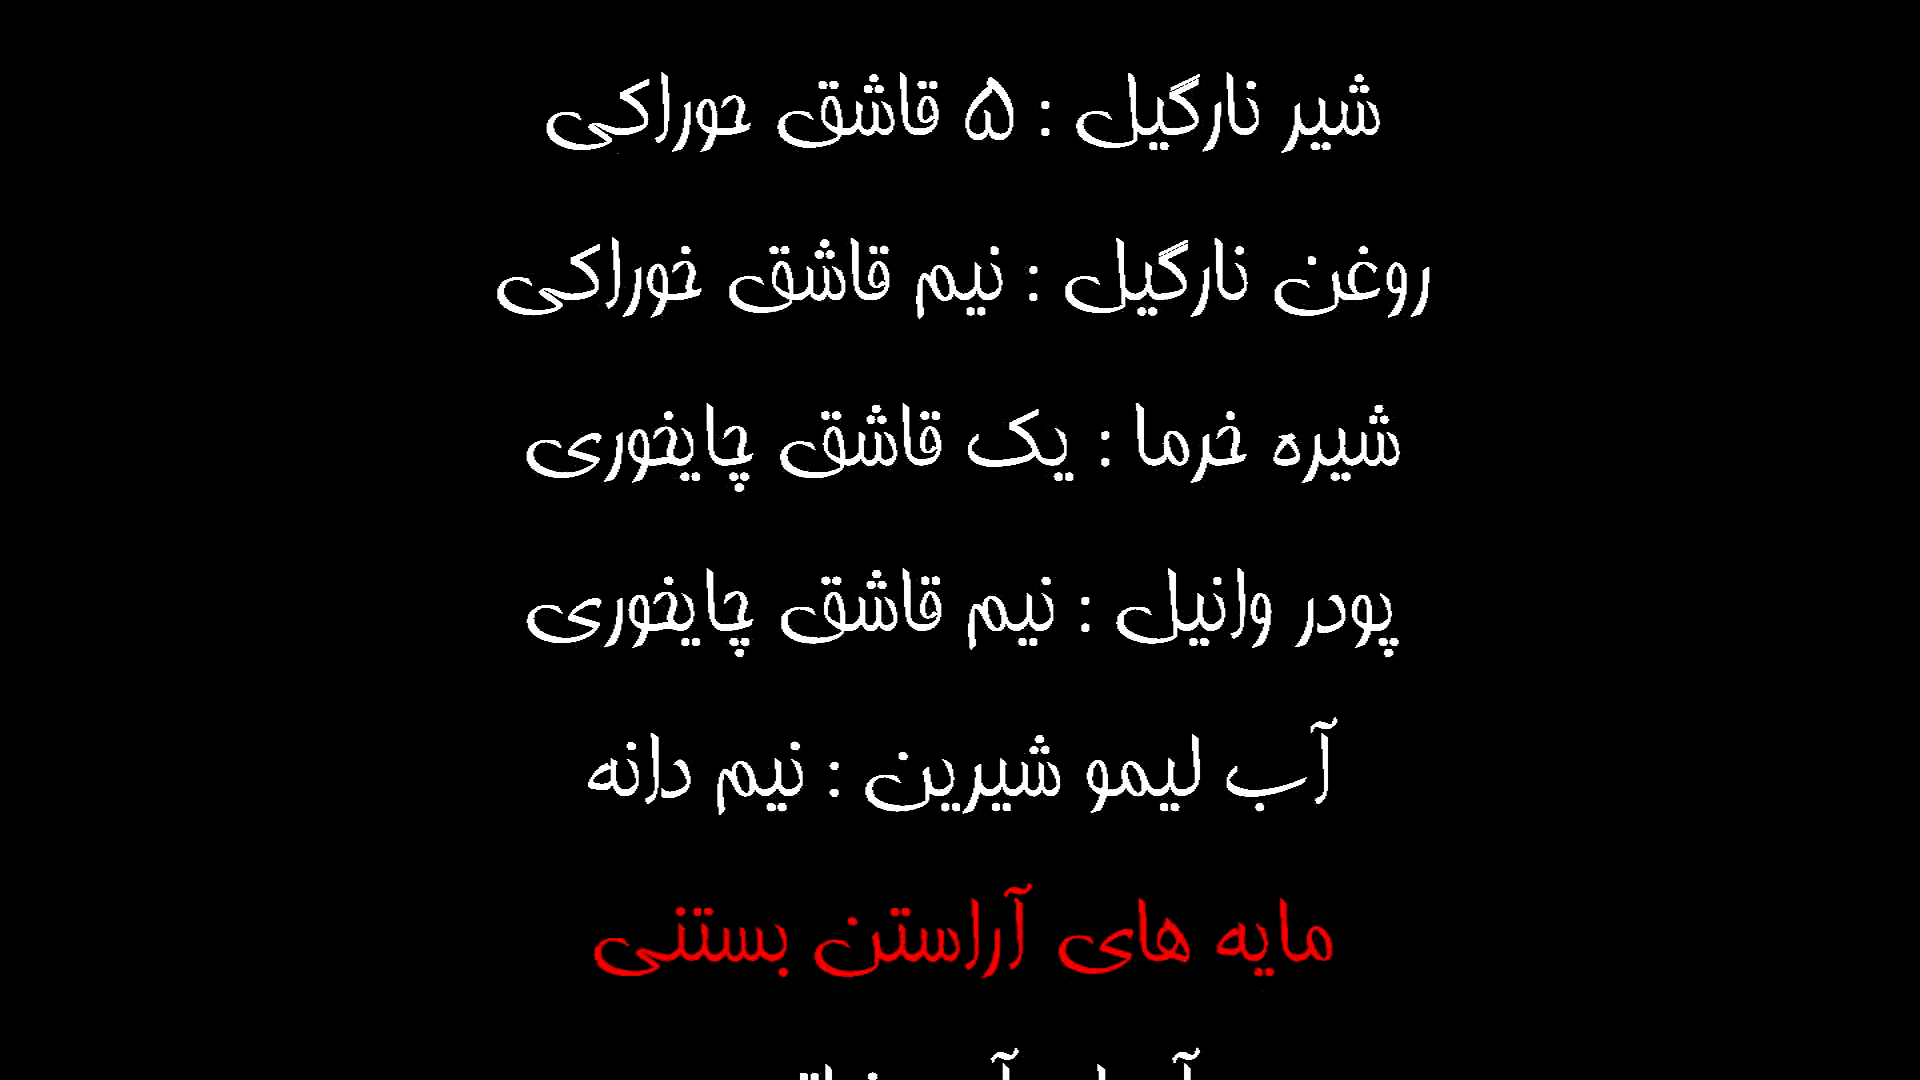 شیر نارگیل : ۵ قاشق حوراکی
روغن نارگیل : نیم قاشق خوراکی
شیره خرما : یک قاشق چایخوری
پودر وانیل : نیم قاشق چایخوری
آب لیمو شیرین : نیم دانه
مایه های آراستن بستنی